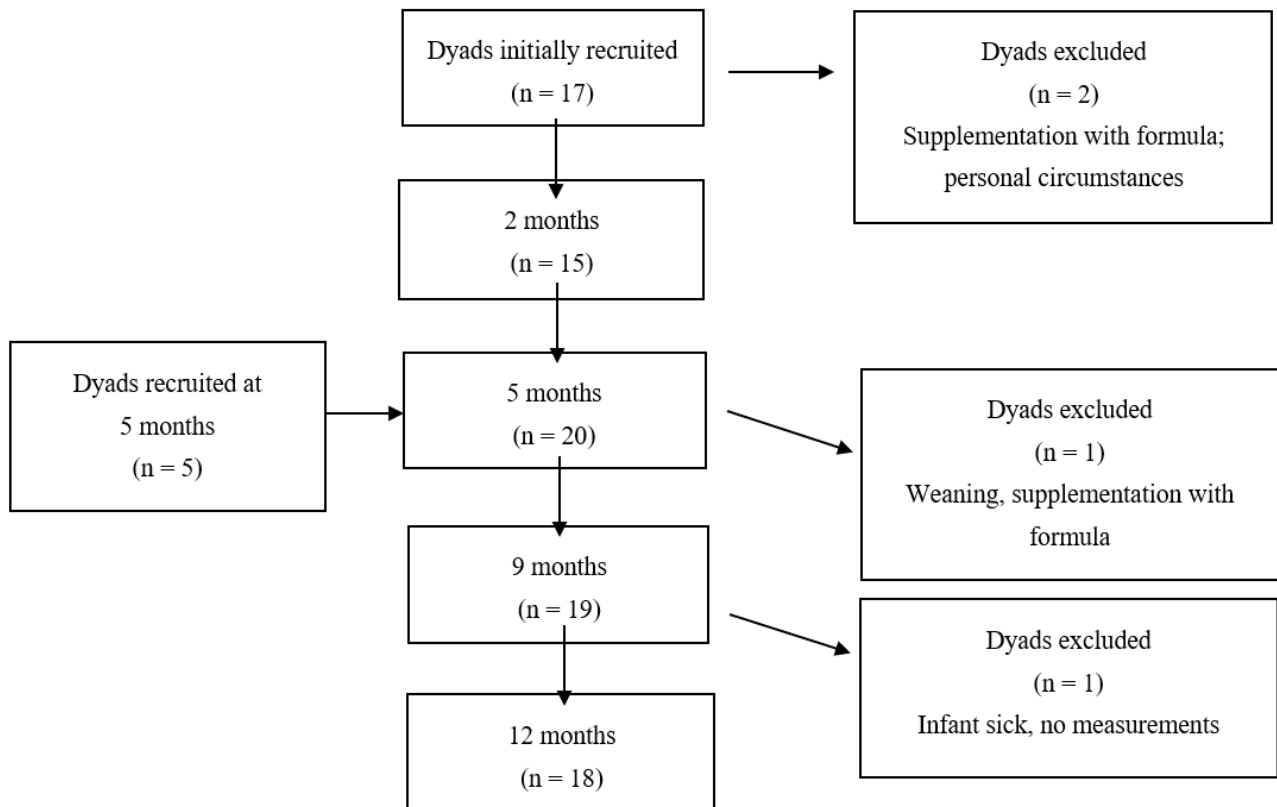 Dyads initially recruited
(n = 17)
Dyads excluded
(n = 2)
Supplementation with formula;
personal circumstances
2 months
(n = 15)
Dyads recruited at
5 months
(n = 5)
5 months
(n = 20)
Dyads excluded
(n = 1)
Weaning, supplementation with
formula
9 months
(n = 19)
Dyads excluded
(n = 1)
Infant sick, no measurements
12 months
(n = 18)